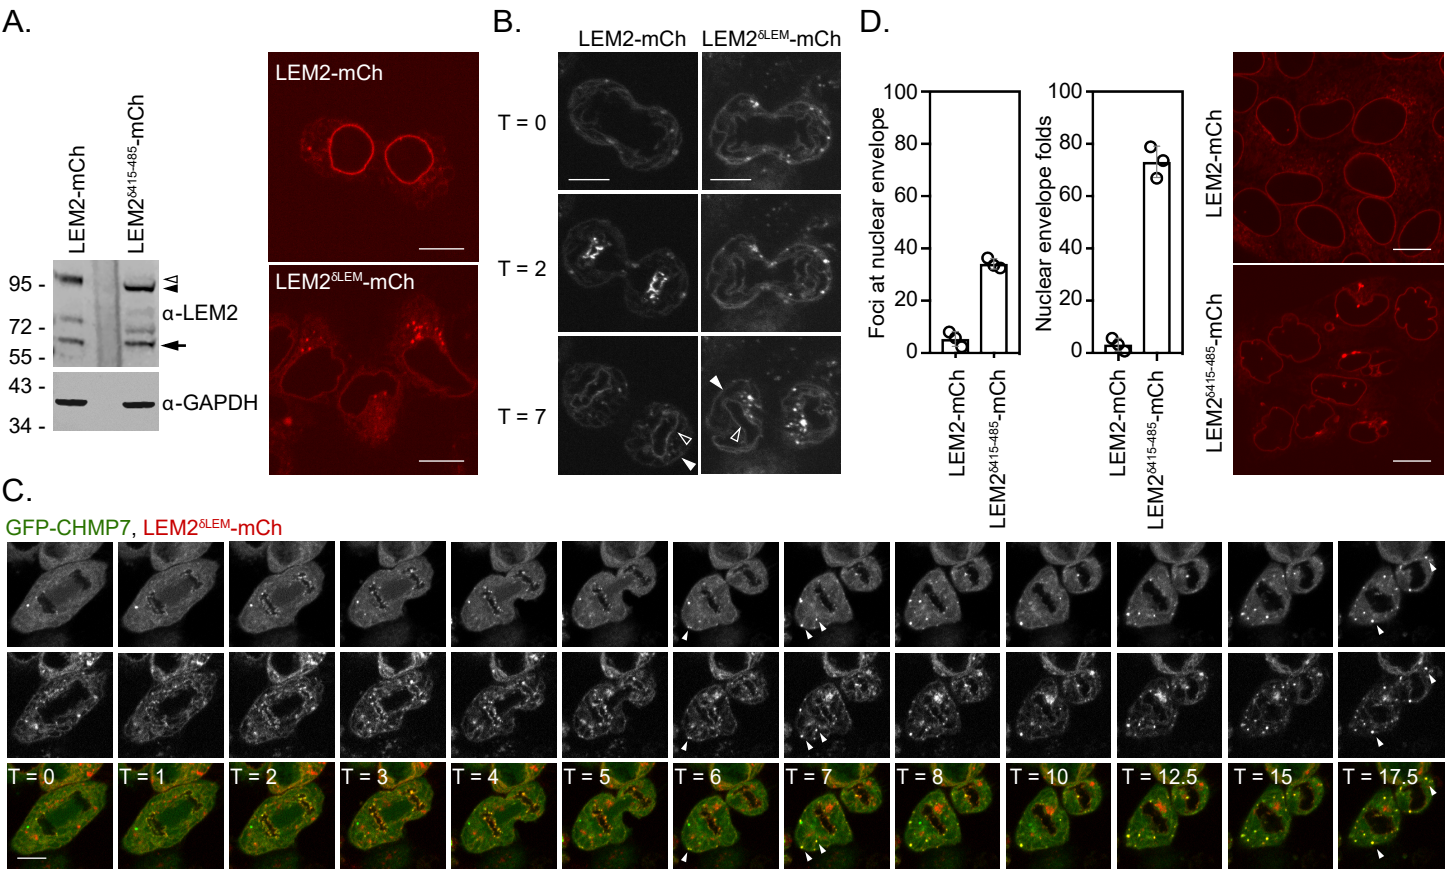 A.
LEM2-mCh
LEM2δ415-485-mCh
95 -
72 -
55 -
43 -
34 -
α-LEM2
α-GAPDH
LEM2-mCh
LEM2δLEM-mCh
B.
LEM2-mCh LEM2δLEM-mCh
T = 0
T = 2
T = 7
D.
Foci at nuclear envelope
100
80
60
40
20
0
LEM2-mCh
LEM2δ415-485-mCh
Nuclear envelope folds
100
80
60
40
20
0
LEM2-mCh
LEM2δ415-485-mCh
LEM2-mCh
LEM2δ415-485-mCh
C.
GFP-CHMP7, LEM2δLEM-mCh
T = 0 T = 1 T = 2 T = 3 T = 4 T = 5 T = 6 T = 7 T = 8 T = 10 T = 12.5 T = 15 T = 17.5